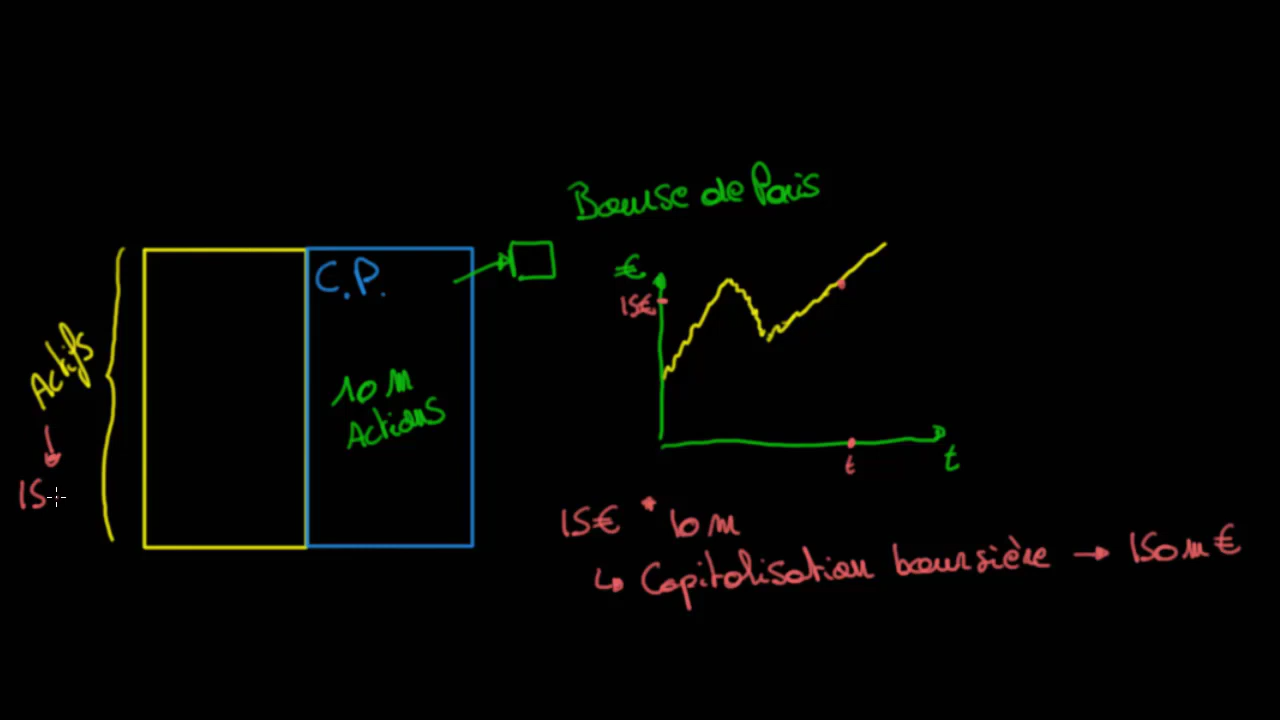 Bourse de Paris
C.P.
€
15€
Actifs
10 m
Actions
t
t
15
15€ * 10 m
↳ Capitalisation boursière → 150 m €